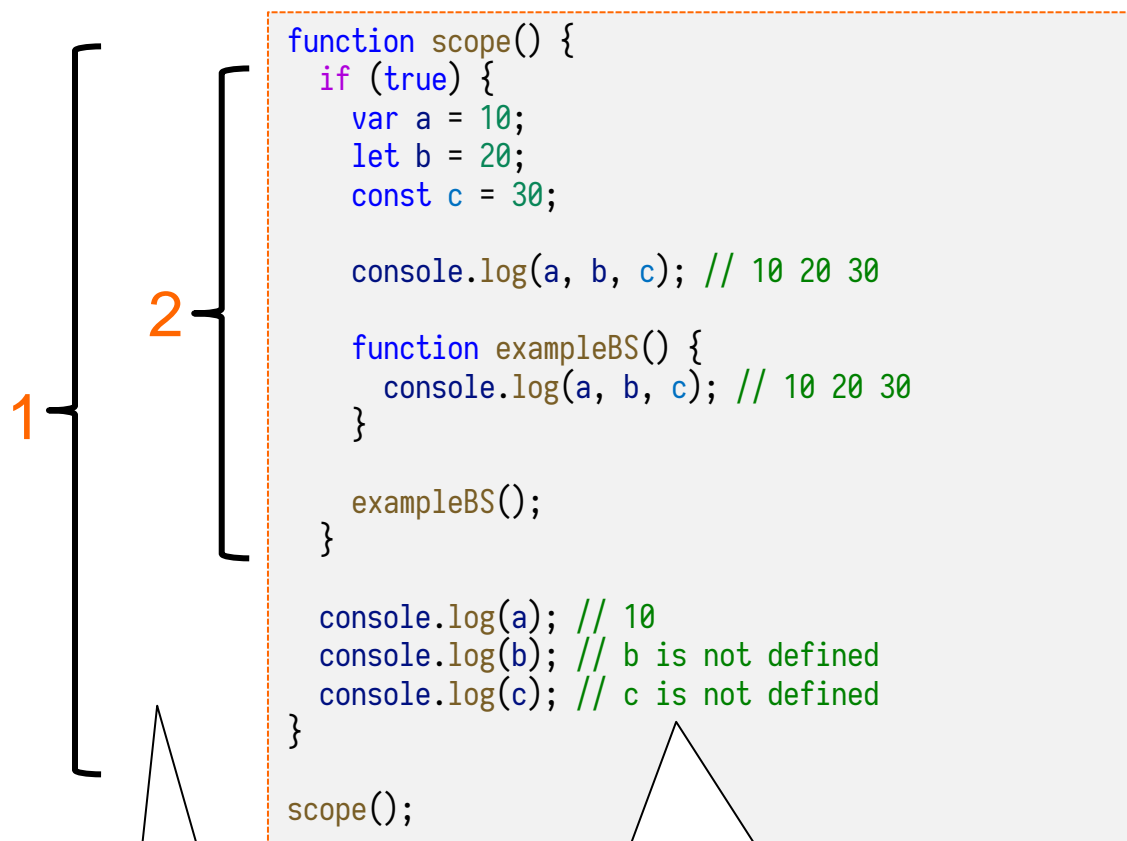 function scope() {
if (true) {
var a = 10;
let b = 20;
const c = 30;
console.log(a, b, c); // 10 20 30
2
function exampleBS() {
console.log(a, b, c); // 10 20 30
1
}
exampleBS();
}
console.log(a); // 10
console.log(b); // b is not defined
console.log(c); // c is not defined
}
scope();